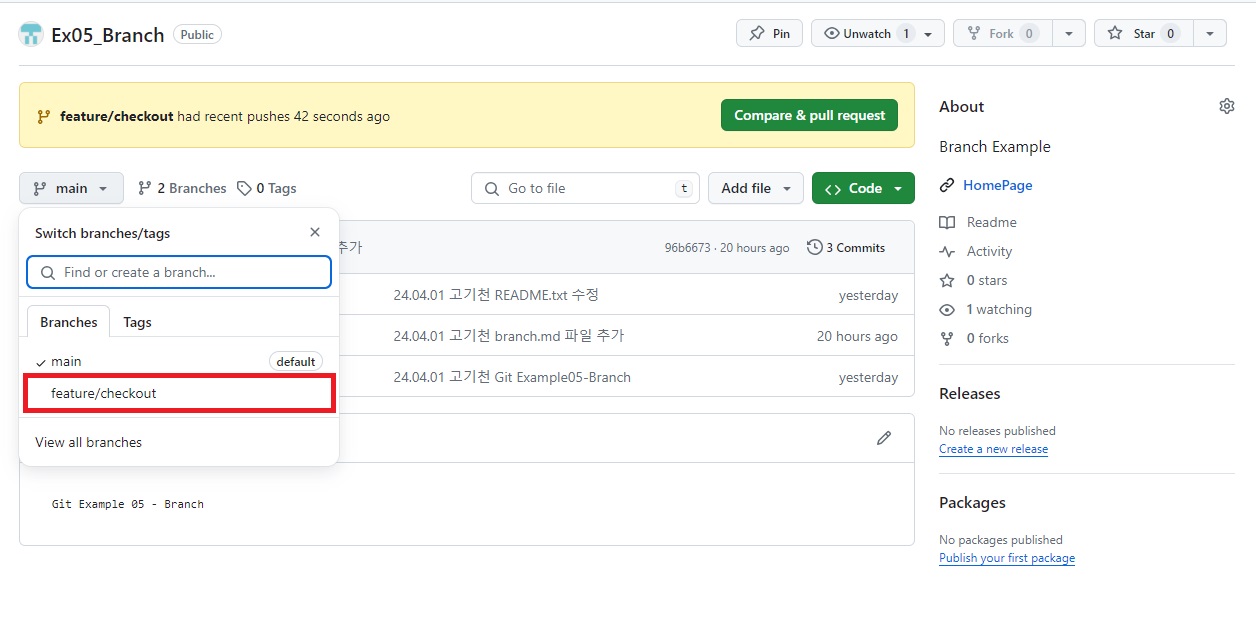 Ex05_Branch Public Pin Unwatch 1 Fork 0 Star 0
feature/checkout had recent pushes 42 seconds ago Compare & pull request
main 2 Branches 0 Tags Go to file t Add file Code
Switch branches/tags
Find or create a branch...
Branches Tags
main default
feature/checkout
View all branches
추가 96b6673 · 20 hours ago 3 Commits
24.04.01 고기천 README.txt 수정 yesterday
24.04.01 고기천 branch.md 파일 추가 20 hours ago
24.04.01 고기천 Git Example05-Branch yesterday
Git Example 05 - Branch
About
Branch Example
HomePage
Readme
Activity
0 stars
1 watching
0 forks
Releases
No releases published
Create a new release
Packages
No packages published
Publish your first package